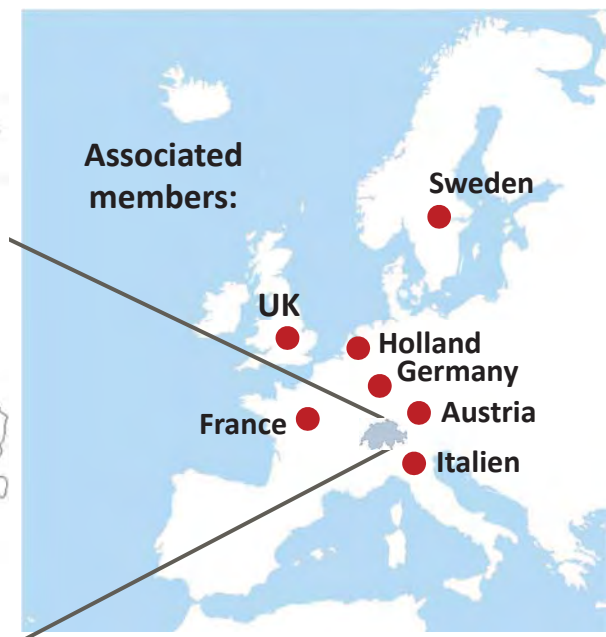 Associated
members:
Sweden
UK
Holland
Germany
France
Austria
Italien